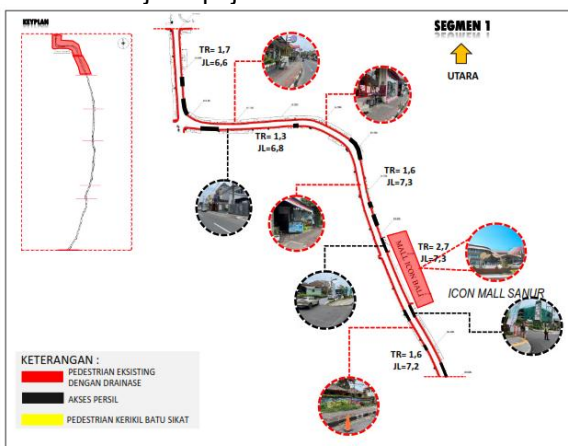 KEYPLAN
SEGMEN 1
UTARA
TR= 1,7
JL=6,6
TR= 1,3
JL=6,8
TR= 1,6
JL=7,3
TR= 2,7
JL=7,3
MALL ICON BALI
ICON MALL SANUR
TR= 1,6
JL=7,2
KETERANGAN :
PEDESTRIAN EKSISTING
DENGAN DRAINASE
AKSES PERSIL
PEDESTRIAN KERIKIL BATU SIKAT